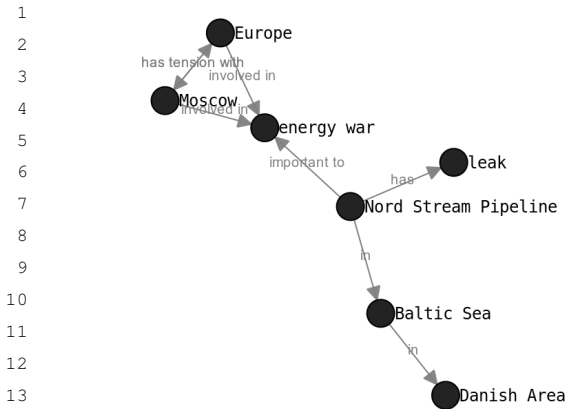 1
Europe
2
has tension with
involved in
3
Moscow
involved in
4
energy war
5
important to
leak
6
has
7
Nord Stream Pipeline
8
in
9
10
Baltic Sea
11
in
12
13
Danish Area